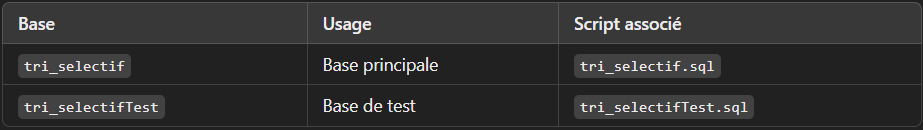 Base Usage Script associé
tri_selectif Base principale tri_selectif.sql
tri_selectifTest Base de test tri_selectifTest.sql